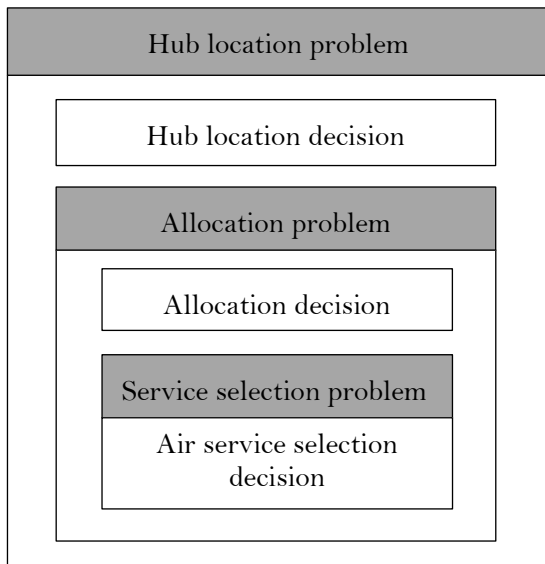 Hub location problem
Hub location decision
Allocation problem
Allocation decision
Service selection problem
Air service selection
decision